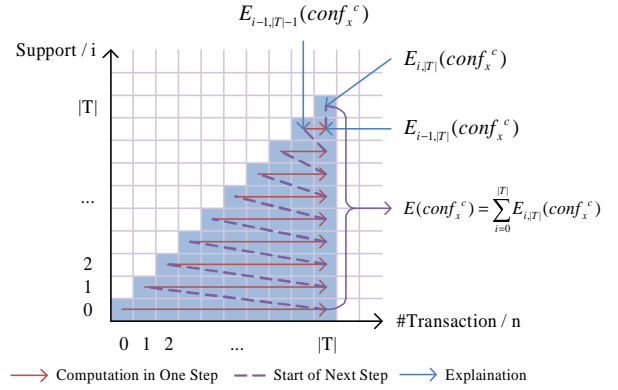 E_{i-1,|T|-1}(conf_x^c)
Support / i
E_{i,|T|}(conf_x^c)
|T|
E_{i-1,|T|}(conf_x^c)
...
E(conf_x^c) = \sum_{i=0}^{|T|} E_{i,|T|}(conf_x^c)
2
1
0
#Transaction / n
0 1 2 ... |T|
Computation in One Step Start of Next Step Explaination